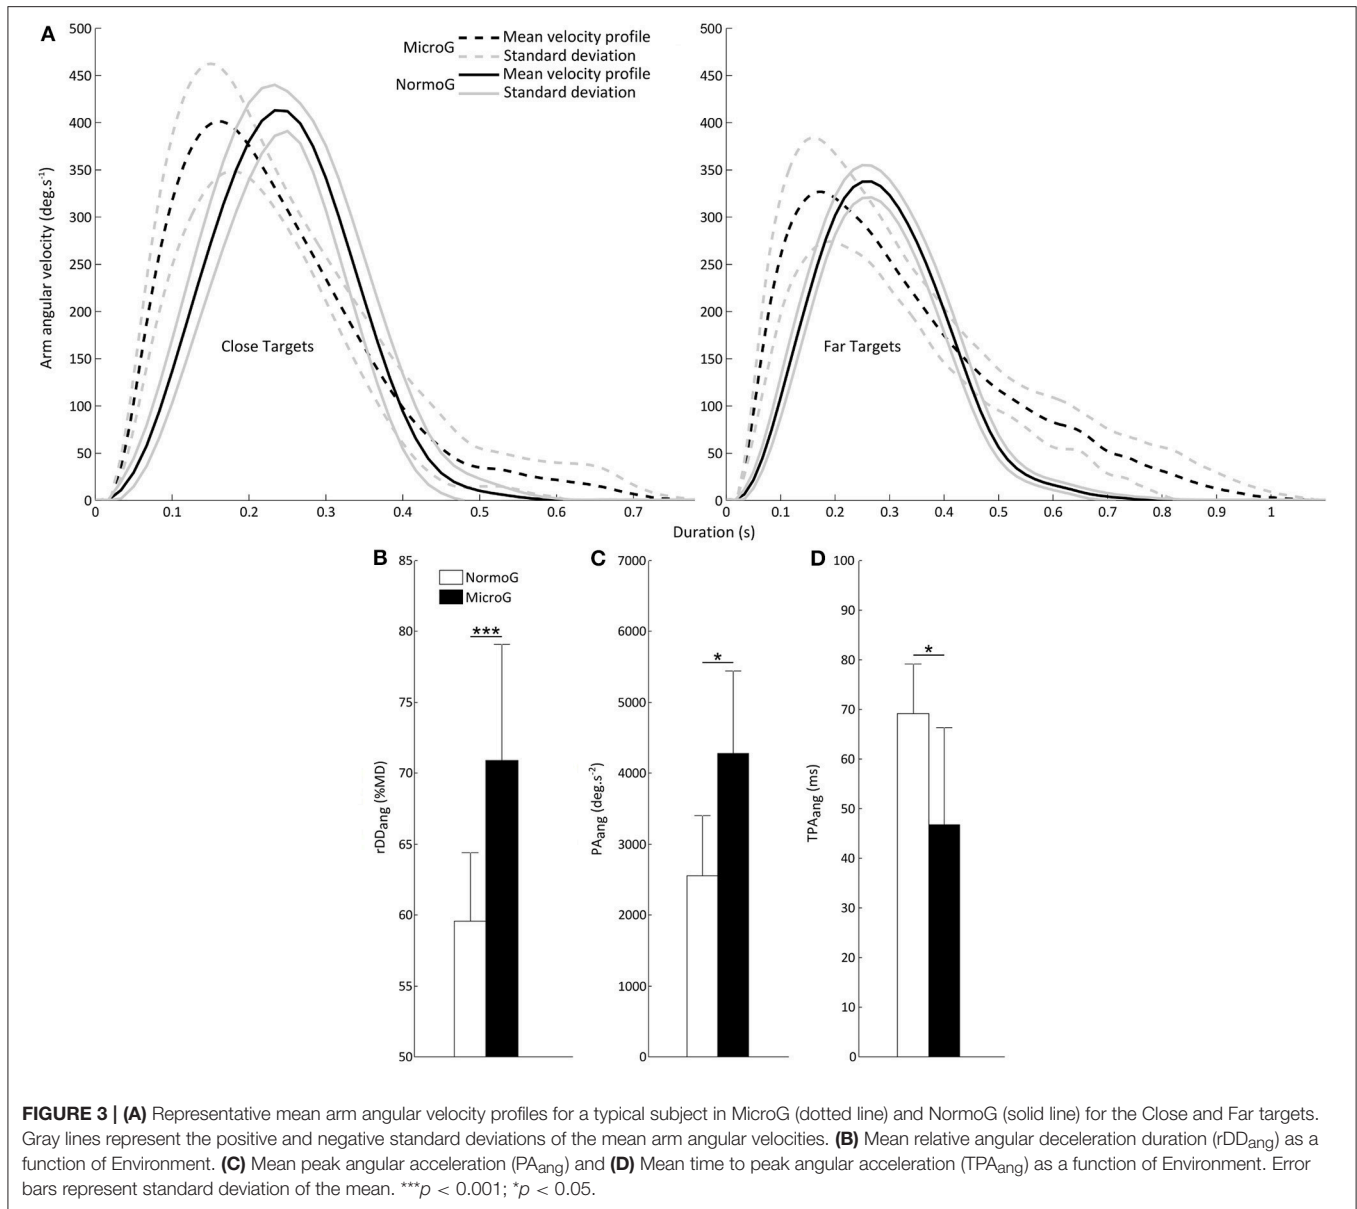 A
MicroG
Mean velocity profile
Standard deviation
NormoG
Mean velocity profile
Standard deviation
Arm angular velocity (deg.s⁻¹)
500
450
400
350
300
250
200
150
100
50
0
Close Targets
0 0.1 0.2 0.3 0.4 0.5 0.6 0.7
500
450
400
350
300
250
200
150
100
50
0
Far Targets
0 0.1 0.2 0.3 0.4 0.5 0.6 0.7 0.8 0.9 1
Duration (s)
B
NormoG
MicroG
rDDang (%MD)
85
80
75
70
65
60
55
50
***
C
PAang (deg.s⁻²)
7000
6000
5000
4000
3000
2000
1000
0
*
D
TPAang (ms)
100
90
80
70
60
50
40
30
20
10
0
*
FIGURE 3 | (A) Representative mean arm angular velocity profiles for a typical subject in MicroG (dotted line) and NormoG (solid line) for the Close and Far targets.
Gray lines represent the positive and negative standard deviations of the mean arm angular velocities. (B) Mean relative angular deceleration duration (rDDang) as a
function of Environment. (C) Mean peak angular acceleration (PAang) and (D) Mean time to peak angular acceleration (TPAang) as a function of Environment. Error
bars represent standard deviation of the mean. ***p < 0.001; *p < 0.05.